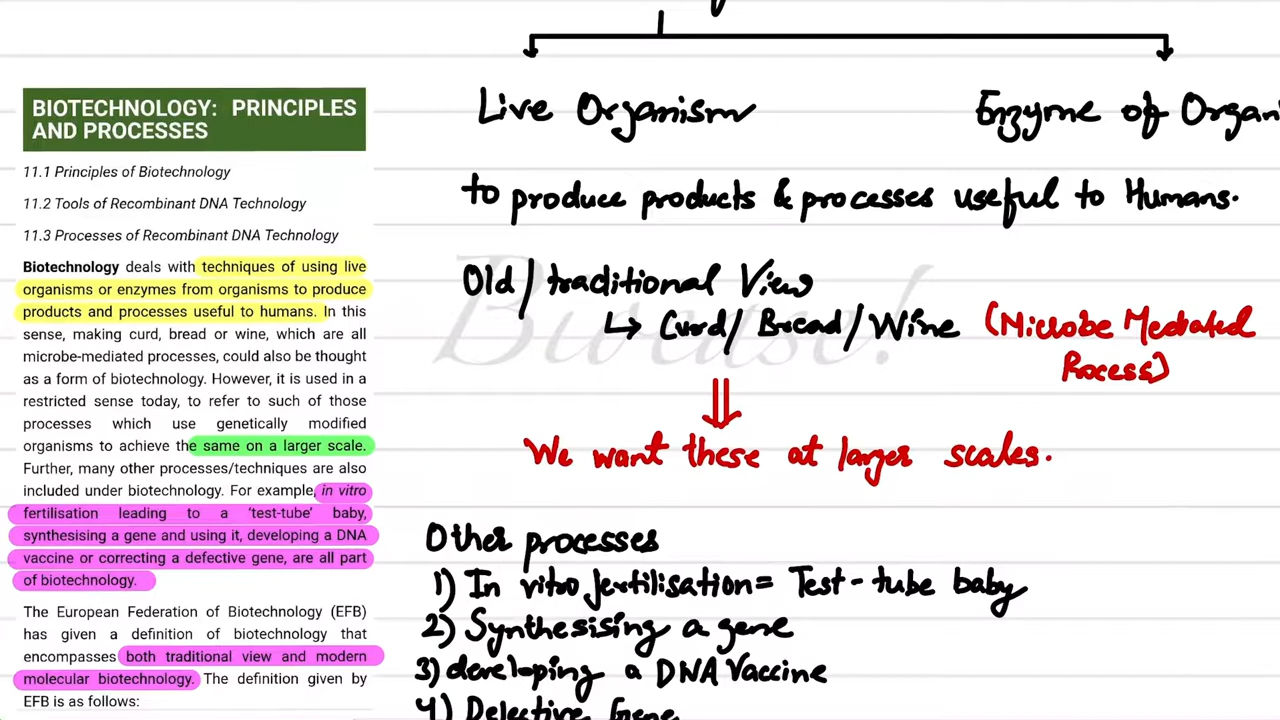 BIOTECHNOLOGY: PRINCIPLES
AND PROCESSES
11.1 Principles of Biotechnology
11.2 Tools of Recombinant DNA Technology
11.3 Processes of Recombinant DNA Technology
Biotechnology deals with techniques of using live
organisms or enzymes from organisms to produce
products and processes useful to humans. In this
sense, making curd, bread or wine, which are all
microbe-mediated processes, could also be thought
as a form of biotechnology. However, it is used in a
restricted sense today, to refer to such of those
processes which use genetically modified
organisms to achieve the same on a larger scale.
Further, many other processes/techniques are also
included under biotechnology. For example, in vitro
fertilisation leading to a ‘test-tube’ baby,
synthesising a gene and using it, developing a DNA
vaccine or correcting a defective gene, are all part
of biotechnology.
The European Federation of Biotechnology (EFB)
has given a definition of biotechnology that
encompasses both traditional view and modern
molecular biotechnology. The definition given by
EFB is as follows:
Live Organism
Enzyme of Organi
to produce products & processes useful to Humans.
Old/traditional View
↳ Curd/Bread/Wine (Microbe Mediated
Process)
We want these at larger scales.
Other processes
1) In vitro fertilisation= Test-tube baby
2) Synthesising a gene
3) developing a DNA Vaccine
4) Defective Gene